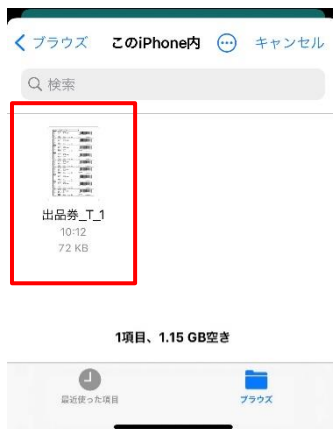 ブラウズ このiPhone内 キャンセル
検索
出品券_T_1
10:12
72 KB
1項目、1.15 GB空き
最近使った項目 ブラウズ